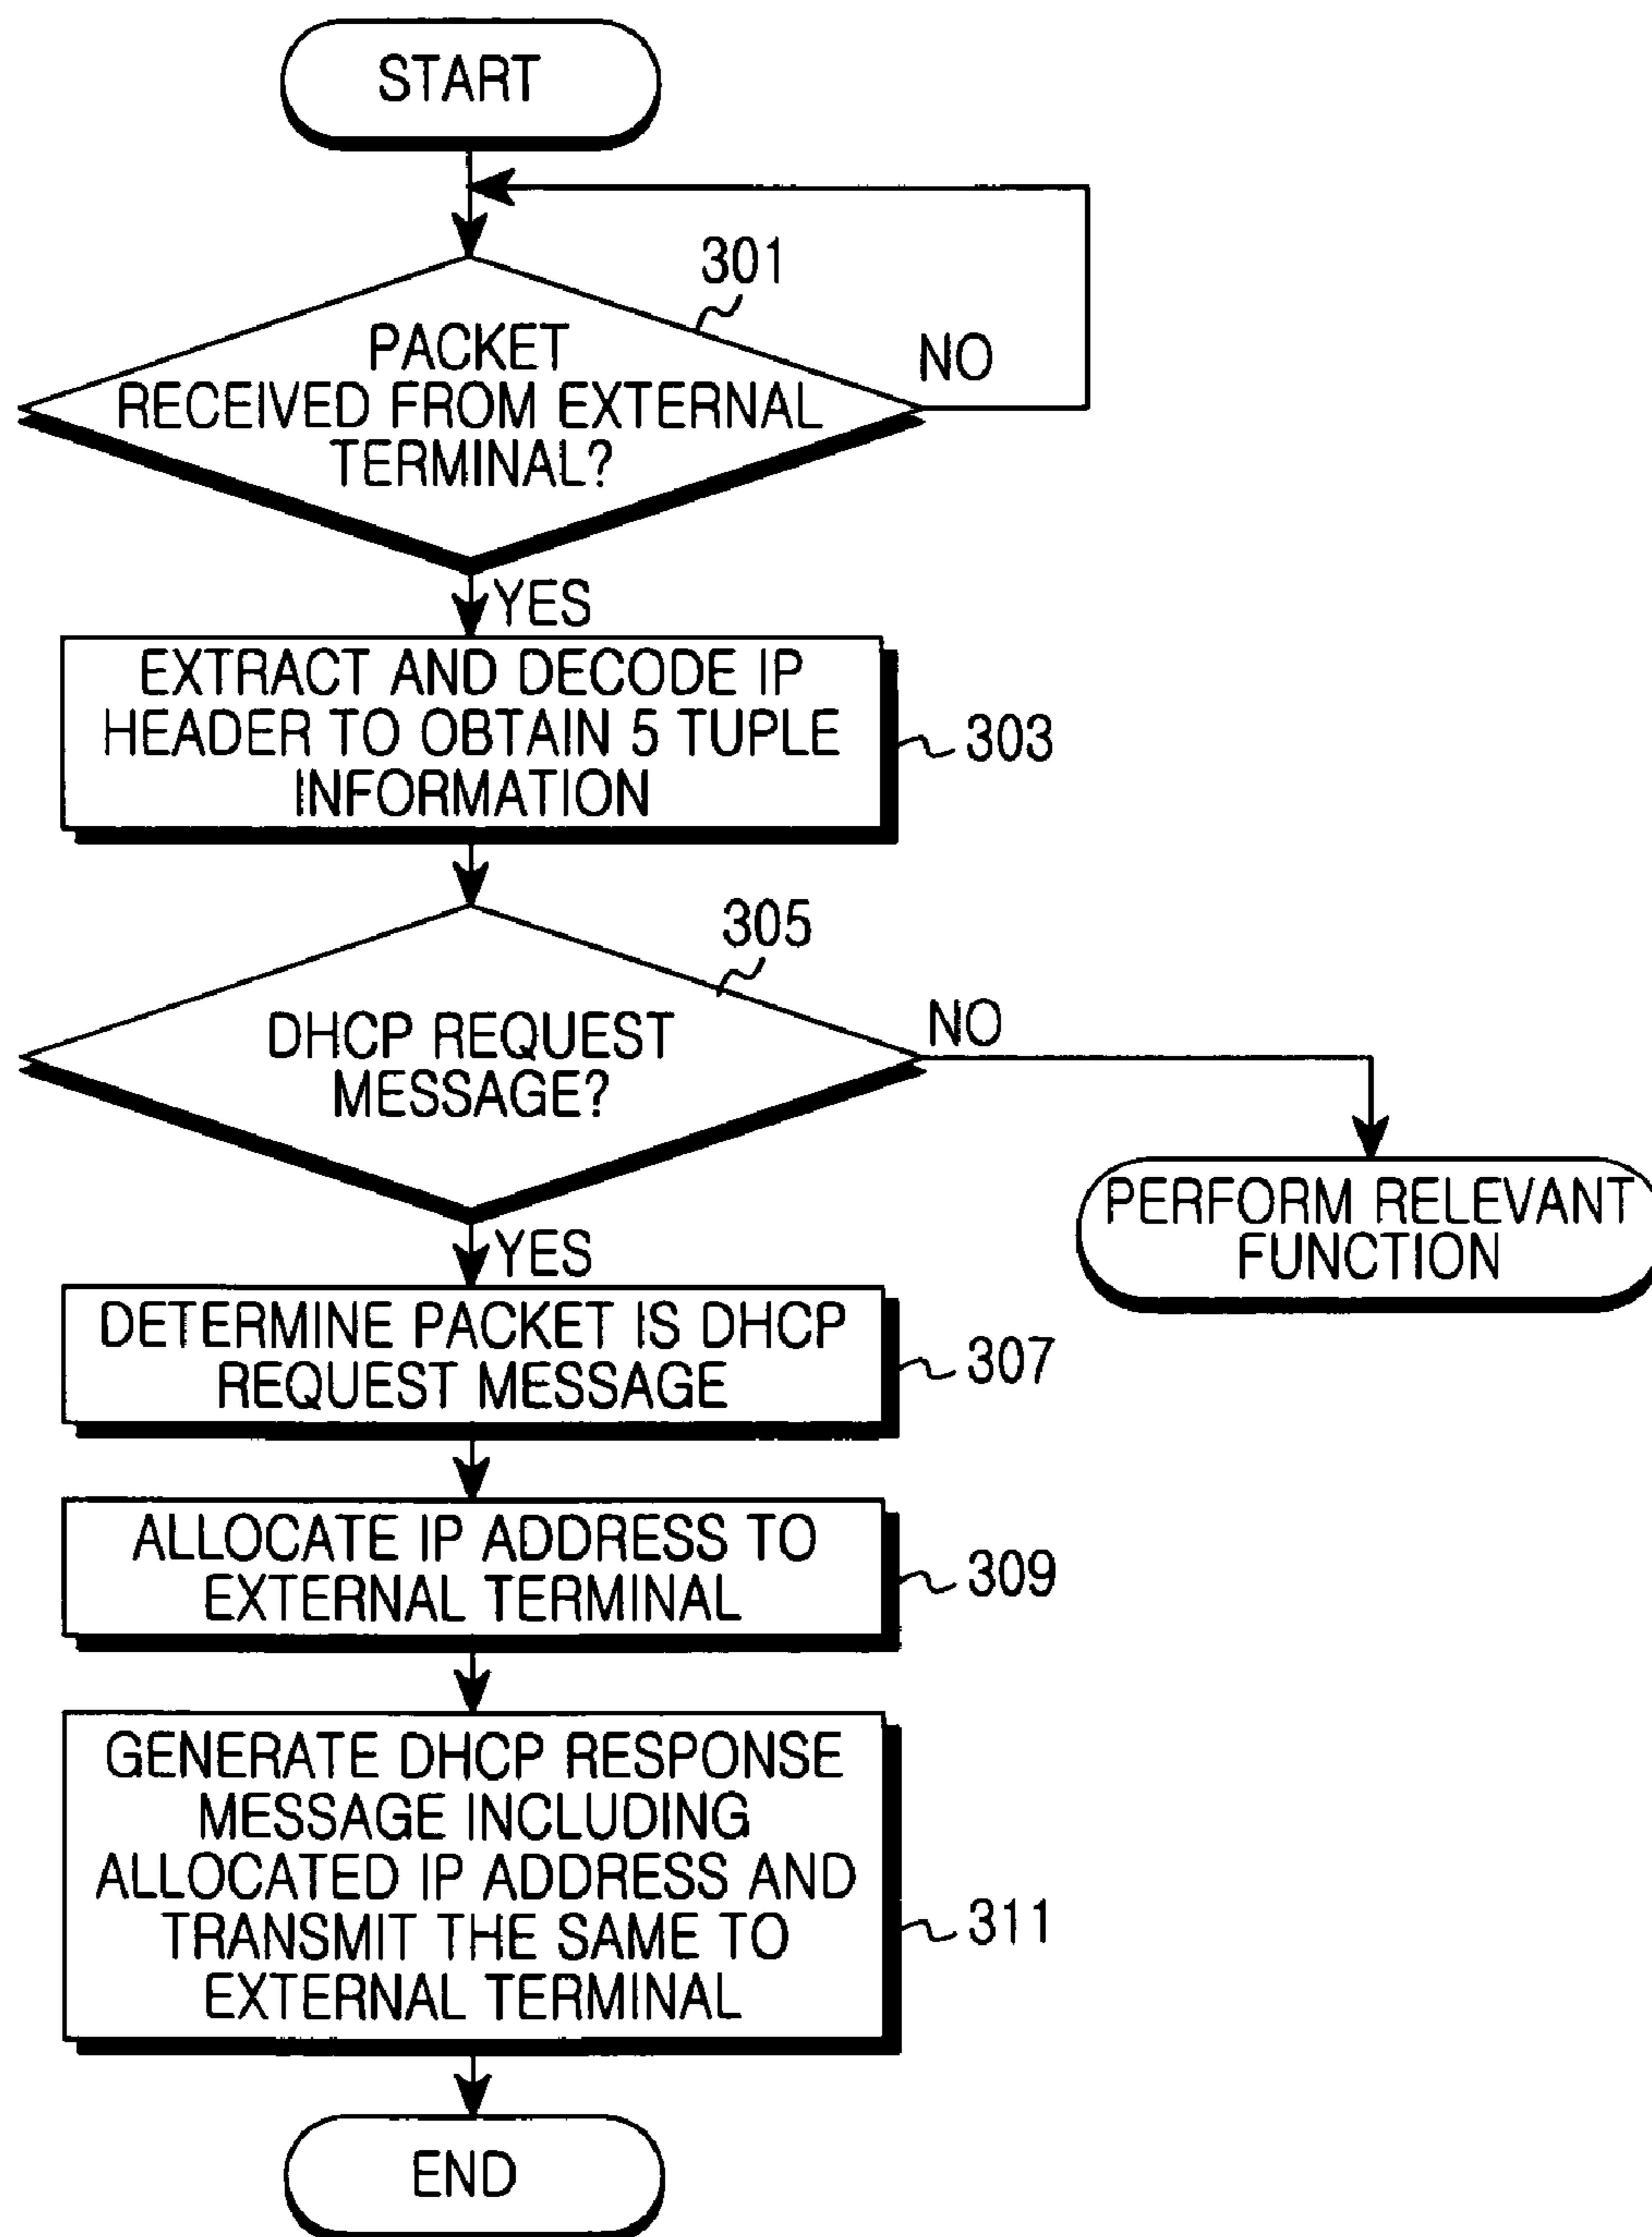 START
301
PACKET
RECEIVED FROM EXTERNAL
TERMINAL?
NO
YES
EXTRACT AND DECODE IP
HEADER TO OBTAIN 5 TUPLE
INFORMATION
303
305
DHCP REQUEST
MESSAGE?
NO
PERFORM RELEVANT
FUNCTION
YES
DETERMINE PACKET IS DHCP
REQUEST MESSAGE
307
ALLOCATE IP ADDRESS TO
EXTERNAL TERMINAL
309
GENERATE DHCP RESPONSE
MESSAGE INCLUDING
ALLOCATED IP ADDRESS AND
TRANSMIT THE SAME TO
EXTERNAL TERMINAL
311
END